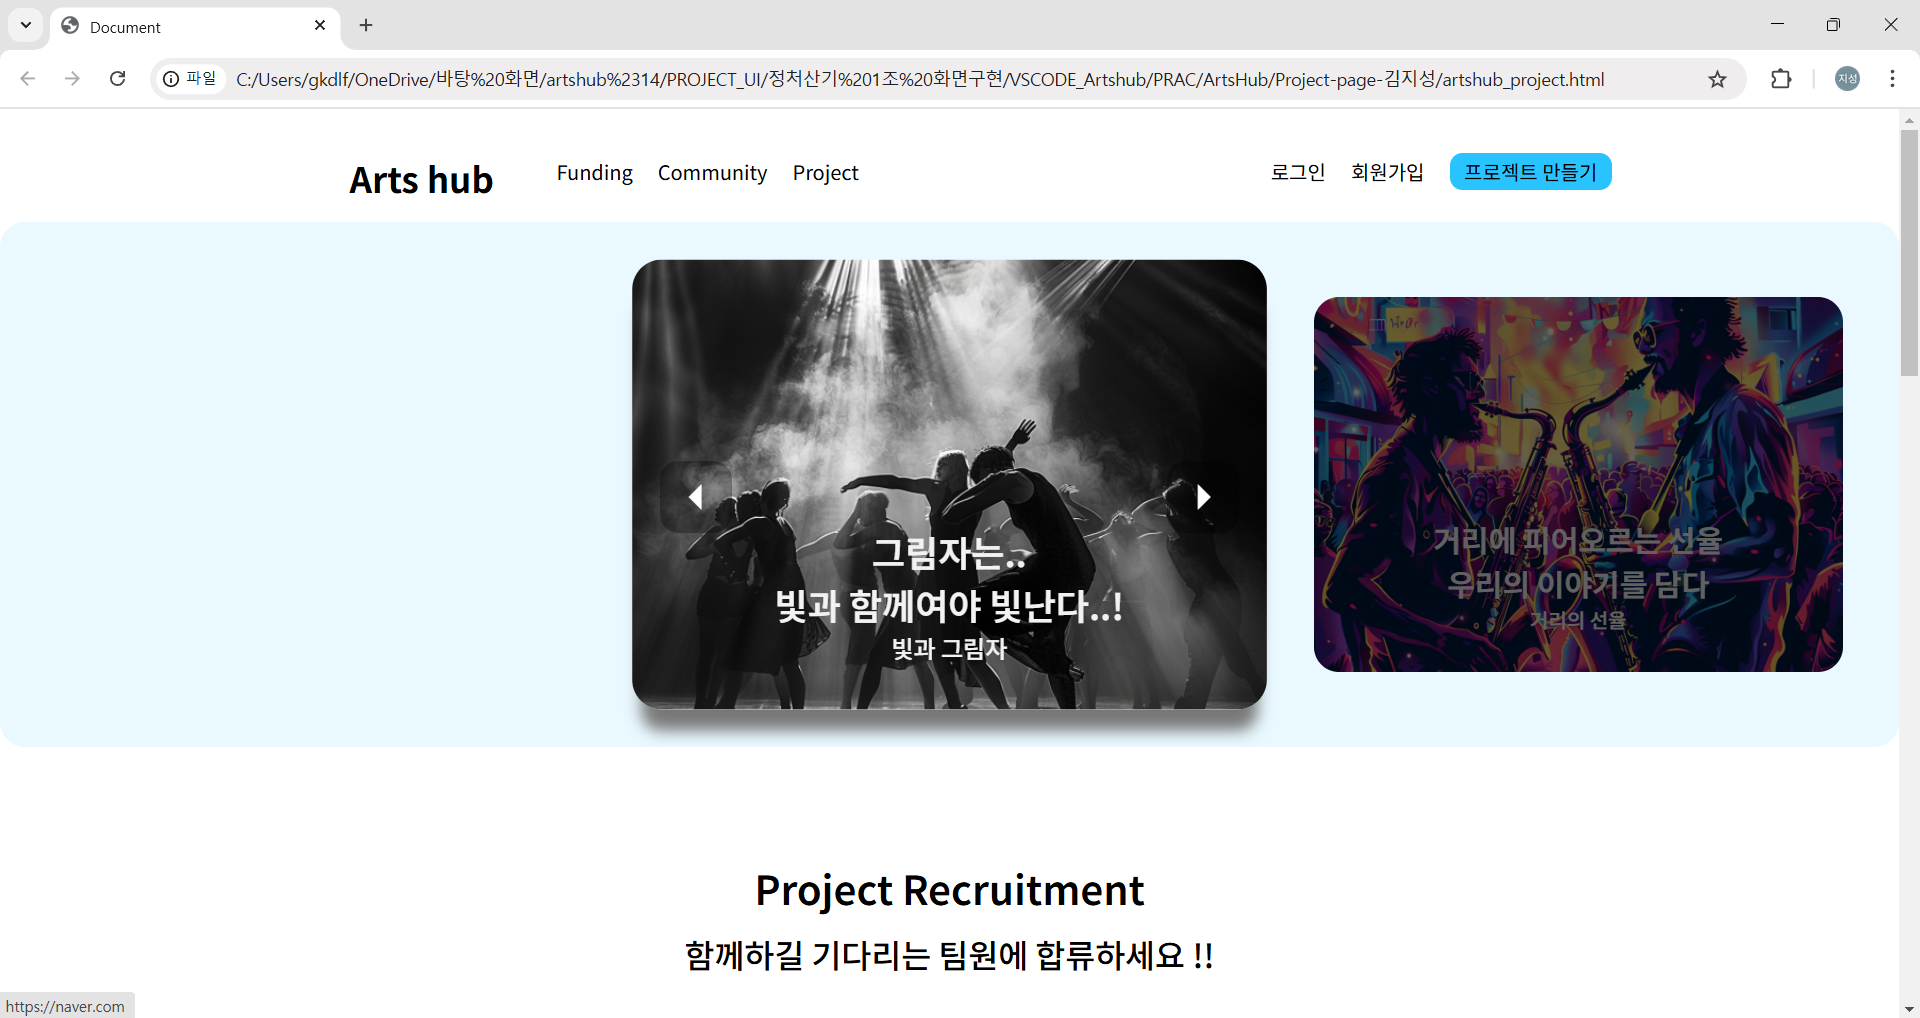 Document
파일
C:/Users/gkdlf/OneDrive/바탕%20화면/artshub%2314/PROJECT_UI/정처산기%201조%20화면구현/VSCODE_Artshub/PRAC/ArtsHub/Project-page-김지성/artshub_project.html
지성
Arts hub
Funding
Community
Project
로그인
회원가입
프로젝트 만들기
그림자는..
빛과 함께여야 빛난다..!
빛과 그림자
거리에 피어오르는 선율
우리의 이야기를 담다
거리의 선율
Project Recruitment
함께하길 기다리는 팀원에 합류하세요 !!
https://naver.com